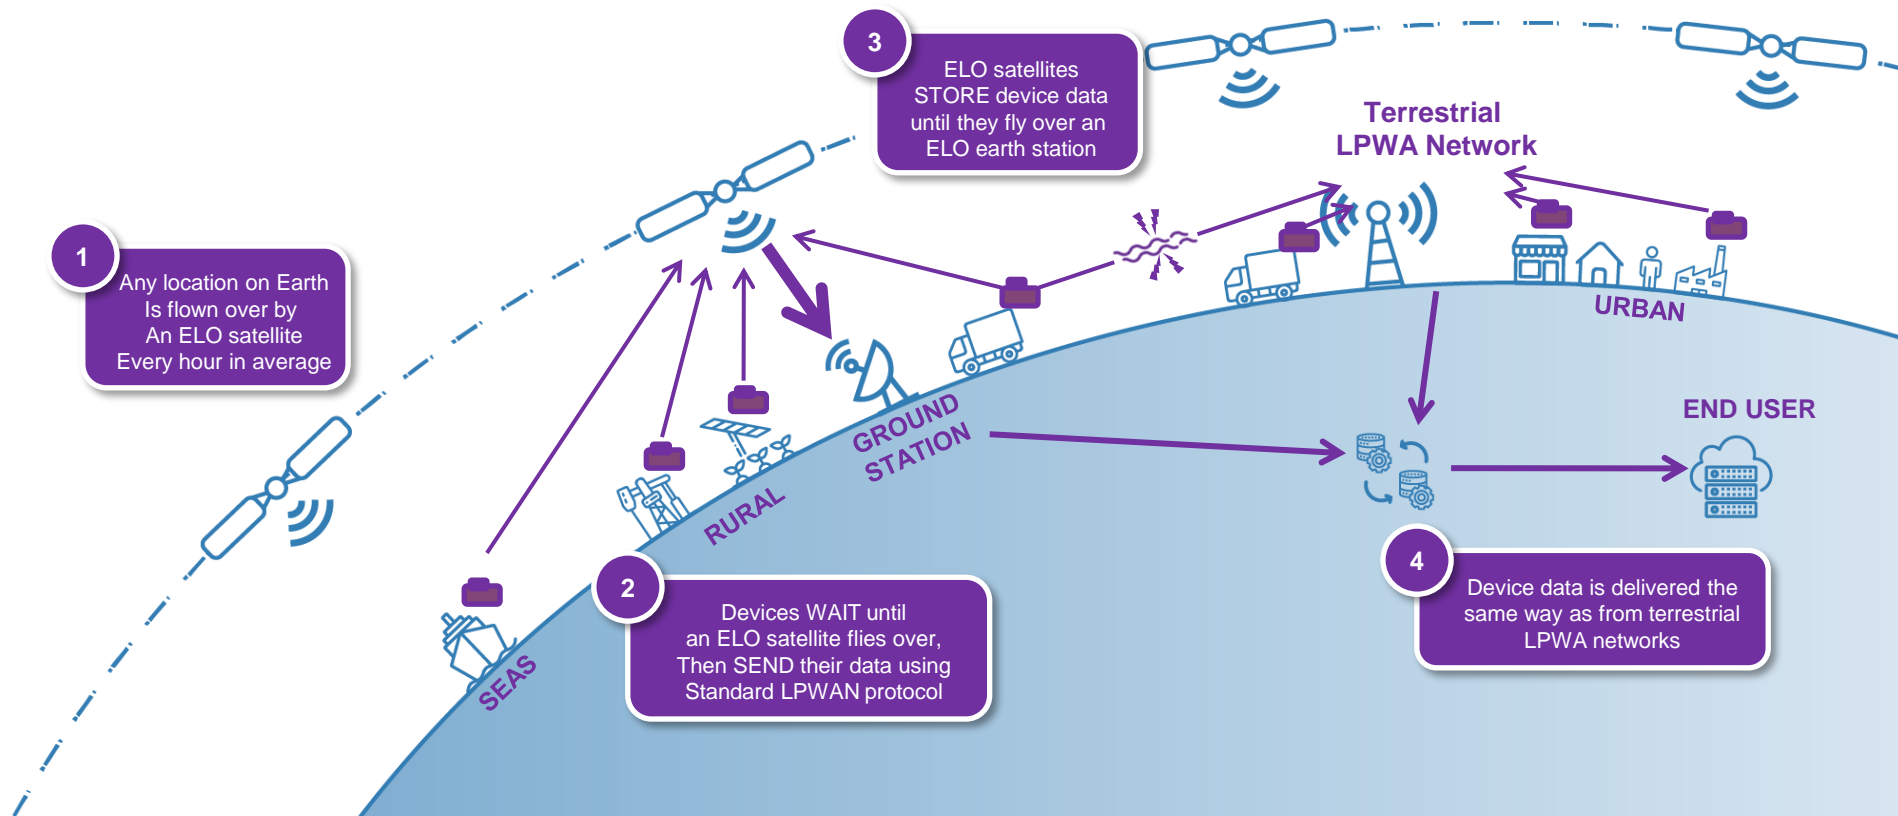 1
Any location on Earth
Is flown over by
An ELO satellite
Every hour in average
2
Devices WAIT until
an ELO satellite flies over,
Then SEND their data using
Standard LPWAN protocol
3
ELO satellites
STORE device data
until they fly over an
ELO earth station
Terrestrial
LPWA Network
URBAN
GROUND
STATION
RURAL
SEAS
END USER
4
Device data is delivered the
same way as from terrestrial
LPWA networks